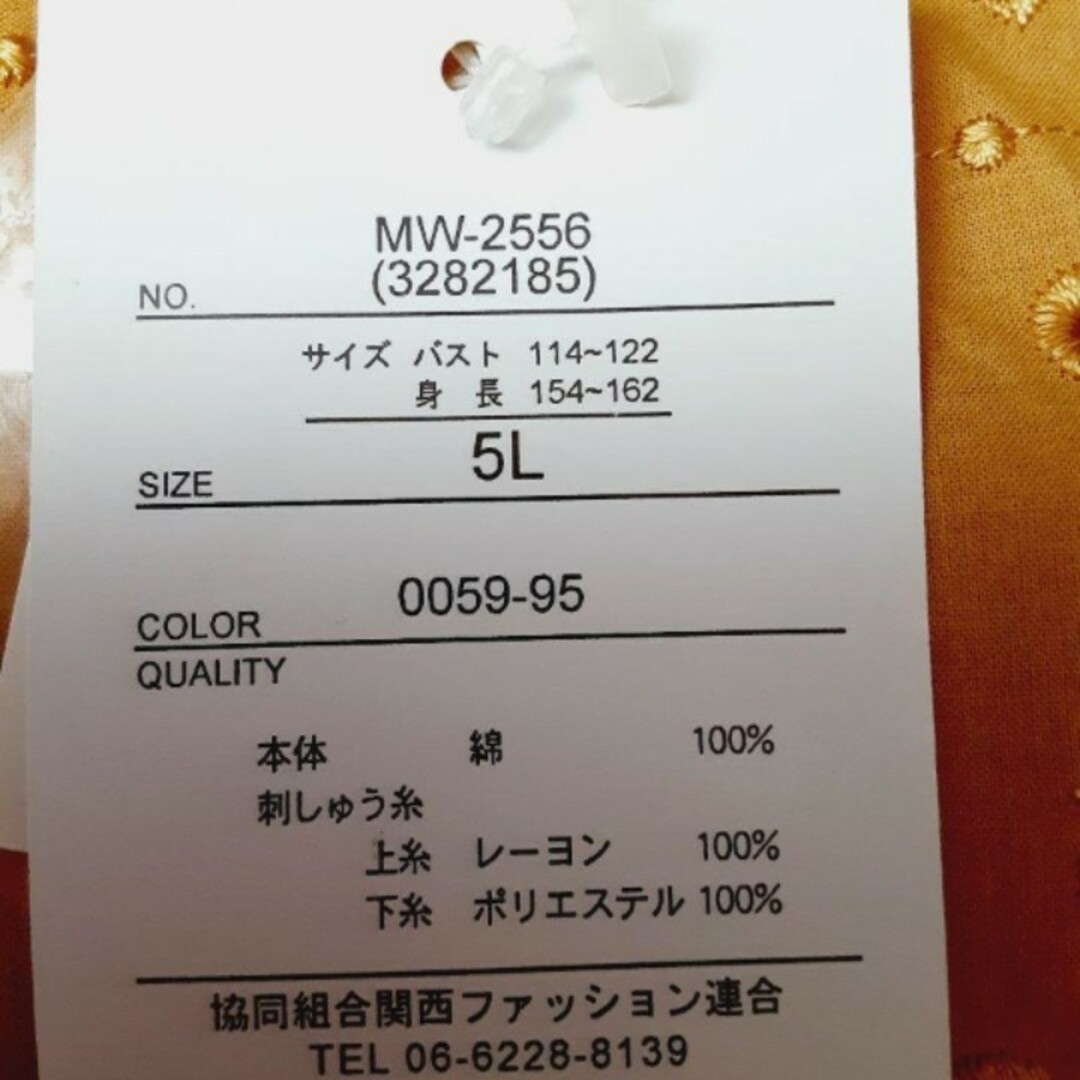 MW-2556
NO. (3282185)
サイズ バスト 114~122
身 長 154~162
SIZE 5L
COLOR 0059-95
QUALITY
本体 綿 100%
刺しゅう糸
上糸 レーヨン 100%
下糸 ポリエステル 100%
協同組合関西ファッション連合
TEL 06-6228-8139